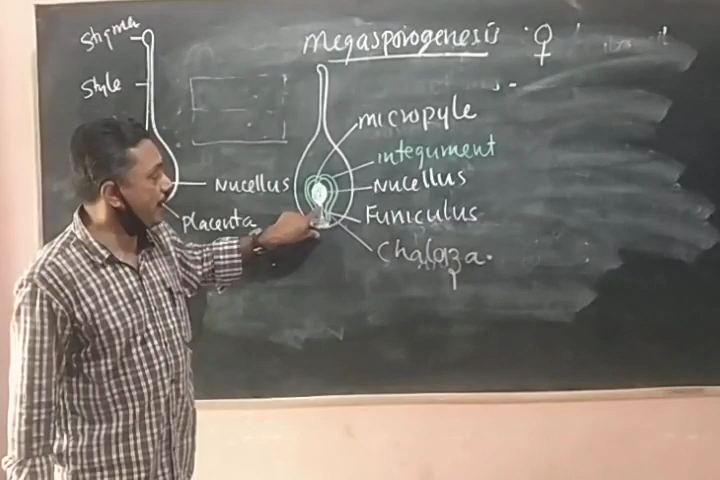 Stigma
Style
Nucellus
Placenta
Megasporogenesis ♀
micropyle
integument
Nucellus
Funiculus
Chalaza.